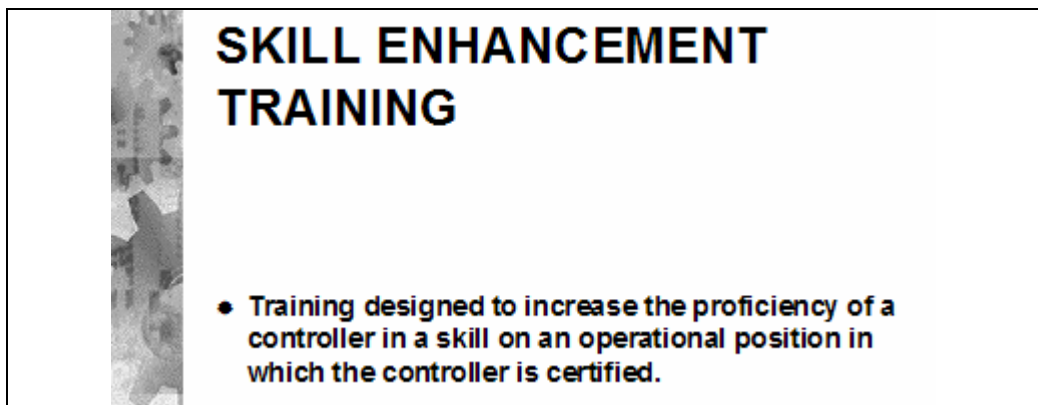 SKILL ENHANCEMENT
TRAINING
● Training designed to increase the proficiency of a
controller in a skill on an operational position in
which the controller is certified.